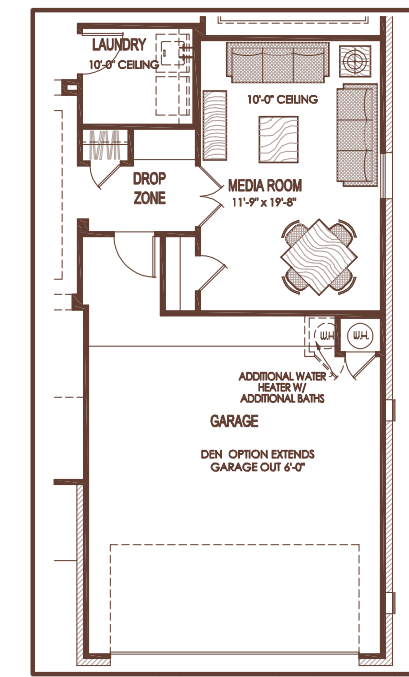 LAUNDRY
10'-0" CEILING
10'-0" CEILING
DROP
ZONE
MEDIA ROOM
11'-9" x 19'-8"
W.H.
W.H.
ADDITIONAL WATER
HEATER W/
ADDITIONAL BATHS
GARAGE
DEN OPTION EXTENDS
GARAGE OUT 6'-0"